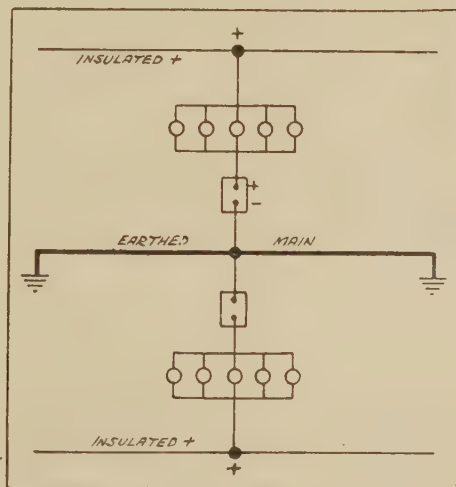 +
INSULATED +
+
-
EARTHED MAIN
INSULATED +
+